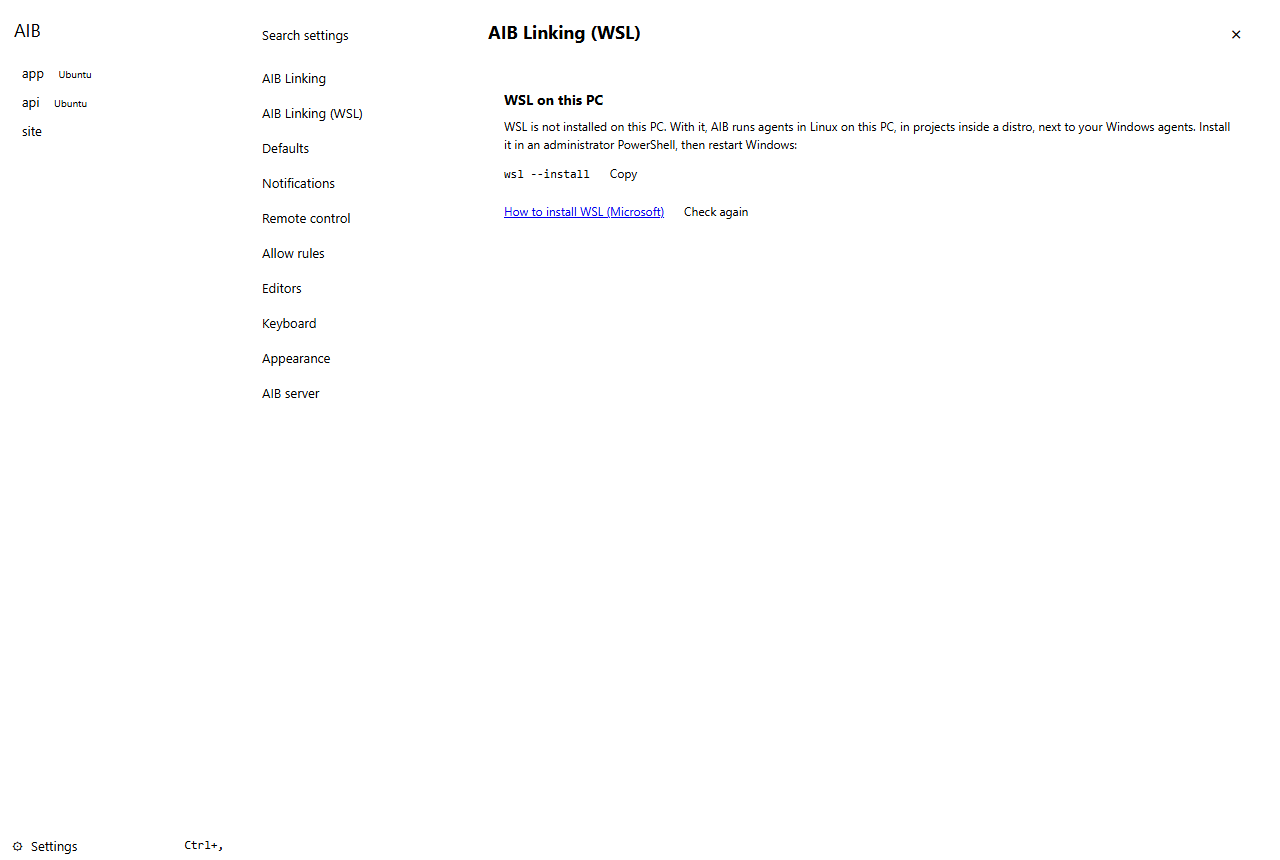 AIB
app Ubuntu
api Ubuntu
site
Settings Ctrl+,
Search settings
AIB Linking
AIB Linking (WSL)
Defaults
Notifications
Remote control
Allow rules
Editors
Keyboard
Appearance
AIB server
AIB Linking (WSL)
WSL on this PC
WSL is not installed on this PC. With it, AIB runs agents in Linux on this PC, in projects inside a distro, next to your Windows agents. Install
it in an administrator PowerShell, then restart Windows:
wsl --install Copy
How to install WSL (Microsoft) Check again